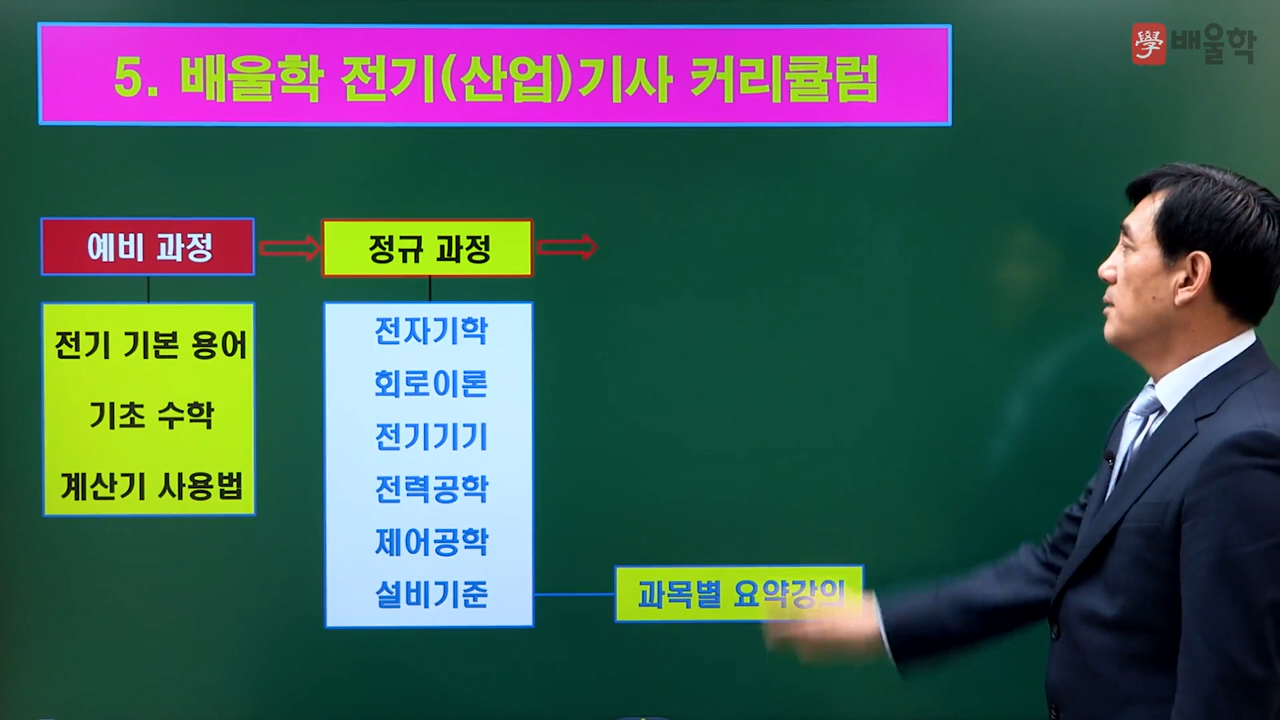 5. 배울학 전기(산업)기사 커리큘럼
學 배울학
예비 과정
정규 과정
전기 기본 용어
기초 수학
계산기 사용법
전자기학
회로이론
전기기기
전력공학
제어공학
설비기준
과목별 요약강의